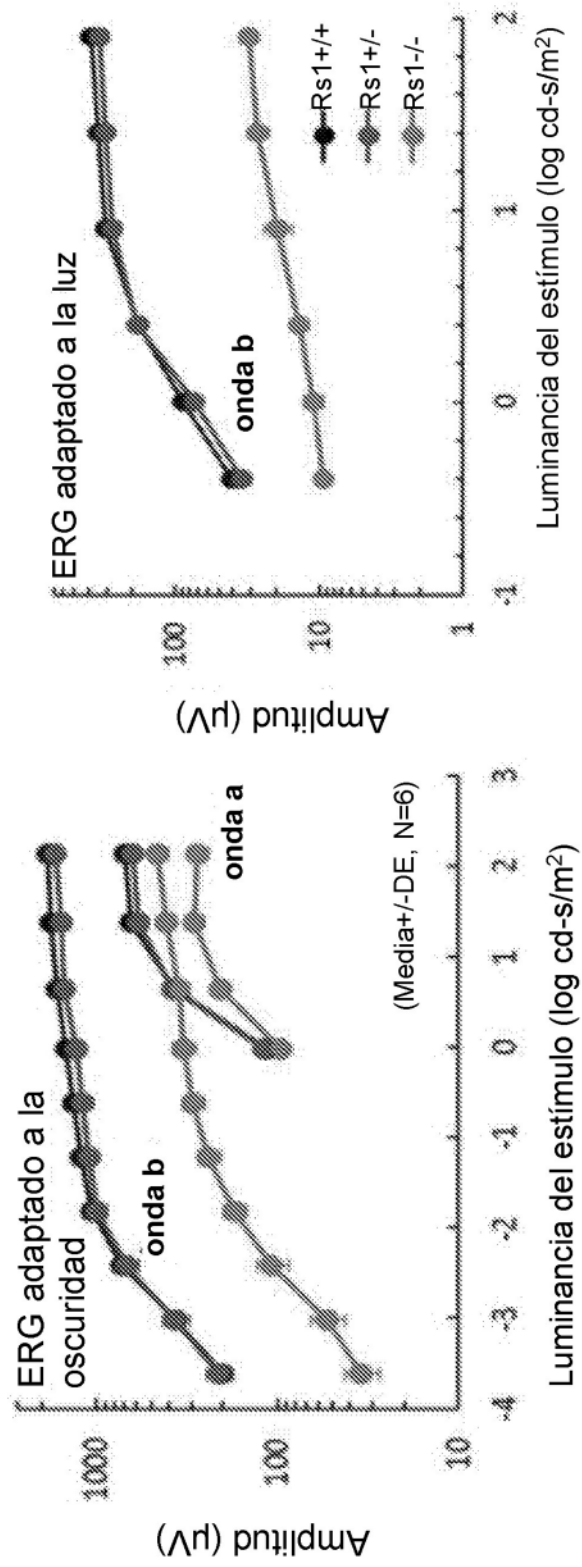 ERG adaptado a la
oscuridad
onda b
onda a
(Media+/-DE, N=6)
1000
100
10
Amplitud (µV)
-4
-3
-2
-1
0
1
2
3
Luminancia del estímulo (log cd-s/m²)
ERG adaptado a la luz
onda b
Rs1+/+
Rs1+/-
Rs1-/-
100
10
1
Amplitud (µV)
-1
0
1
2
Luminancia del estímulo (log cd-s/m²)